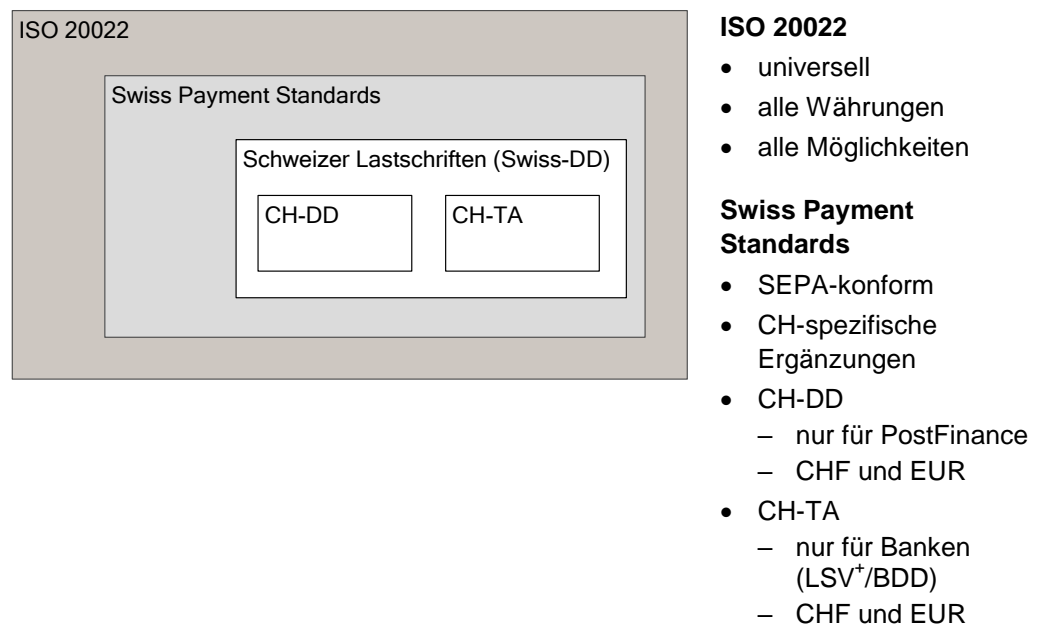 ISO 20022
Swiss Payment Standards
Schweizer Lastschriften (Swiss-DD)
CH-DD
CH-TA
ISO 20022
• universell
• alle Währungen
• alle Möglichkeiten
Swiss Payment
Standards
• SEPA-konform
• CH-spezifische
Ergänzungen
• CH-DD
– nur für PostFinance
– CHF und EUR
• CH-TA
– nur für Banken
(LSV+/BDD)
– CHF und EUR